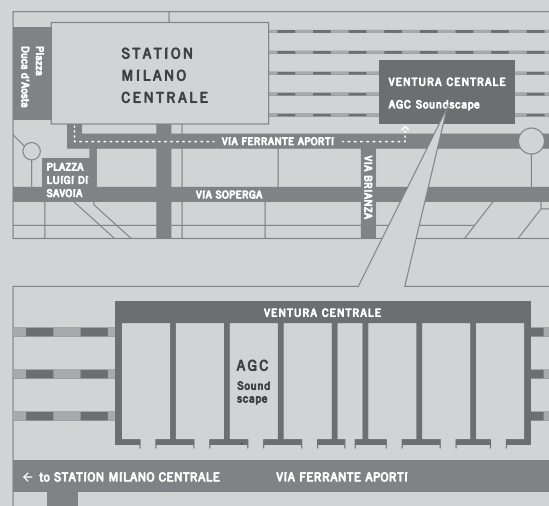 Piazza
Duca d'Aosta
STATION
MILANO
CENTRALE
VENTURA CENTRALE
AGC Soundscape
VIA FERRANTE APORTI
PLAZZA
LUIGI DI
SAVOIA
VIA SOPERGA
VIA BRIANZA
VENTURA CENTRALE
AGC
Sound
scape
← to STATION MILANO CENTRALE
VIA FERRANTE APORTI